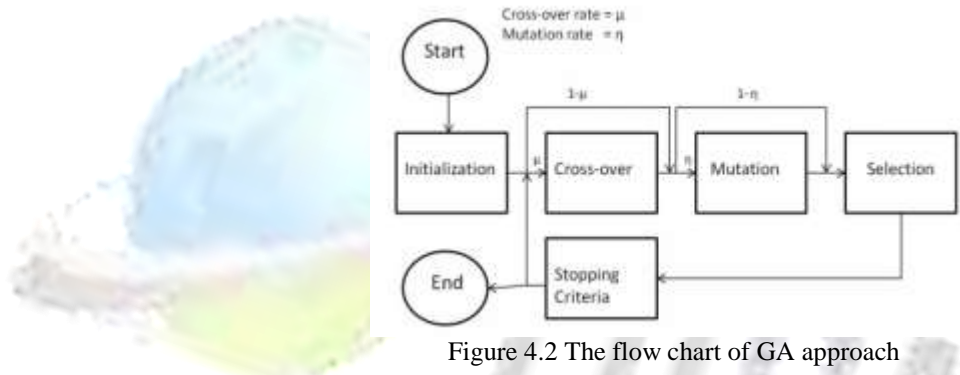 Cross-over rate = μ
Mutation rate = η
Start
1-μ
1-η
Initialization
μ
Cross-over
η
Mutation
Selection
End
Stopping
Criteria
Figure 4.2 The flow chart of GA approach